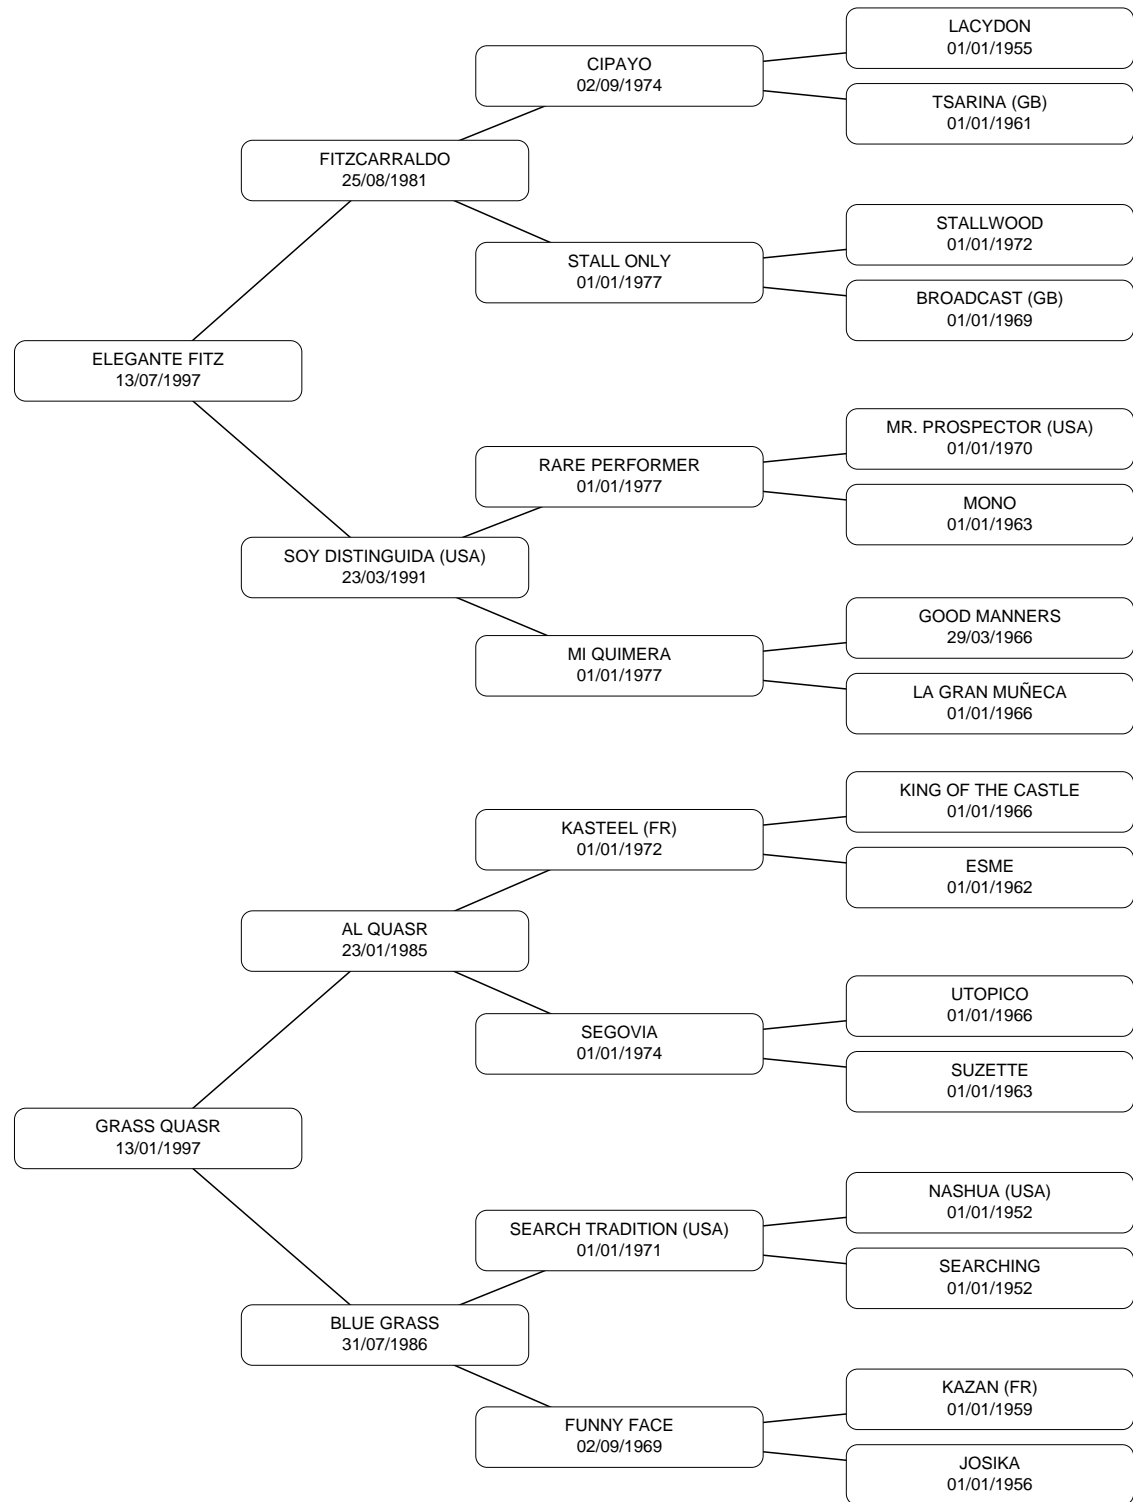 LACYDON
01/01/1955
CIPAYO
02/09/1974
TSARINA (GB)
01/01/1961
FITZCARRALDO
25/08/1981
STALLWOOD
01/01/1972
STALL ONLY
01/01/1977
BROADCAST (GB)
01/01/1969
ELEGANTE FITZ
13/07/1997
MR. PROSPECTOR (USA)
01/01/1970
RARE PERFORMER
01/01/1977
MONO
01/01/1963
SOY DISTINGUIDA (USA)
23/03/1991
GOOD MANNERS
29/03/1966
MI QUIMERA
01/01/1977
LA GRAN MUÑECA
01/01/1966
KING OF THE CASTLE
01/01/1966
KASTEEL (FR)
01/01/1972
ESME
01/01/1962
AL QUASR
23/01/1985
UTOPICO
01/01/1966
SEGOVIA
01/01/1974
SUZETTE
01/01/1963
GRASS QUASR
13/01/1997
NASHUA (USA)
01/01/1952
SEARCH TRADITION (USA)
01/01/1971
SEARCHING
01/01/1952
BLUE GRASS
31/07/1986
KAZAN (FR)
01/01/1959
FUNNY FACE
02/09/1969
JOSIKA
01/01/1956